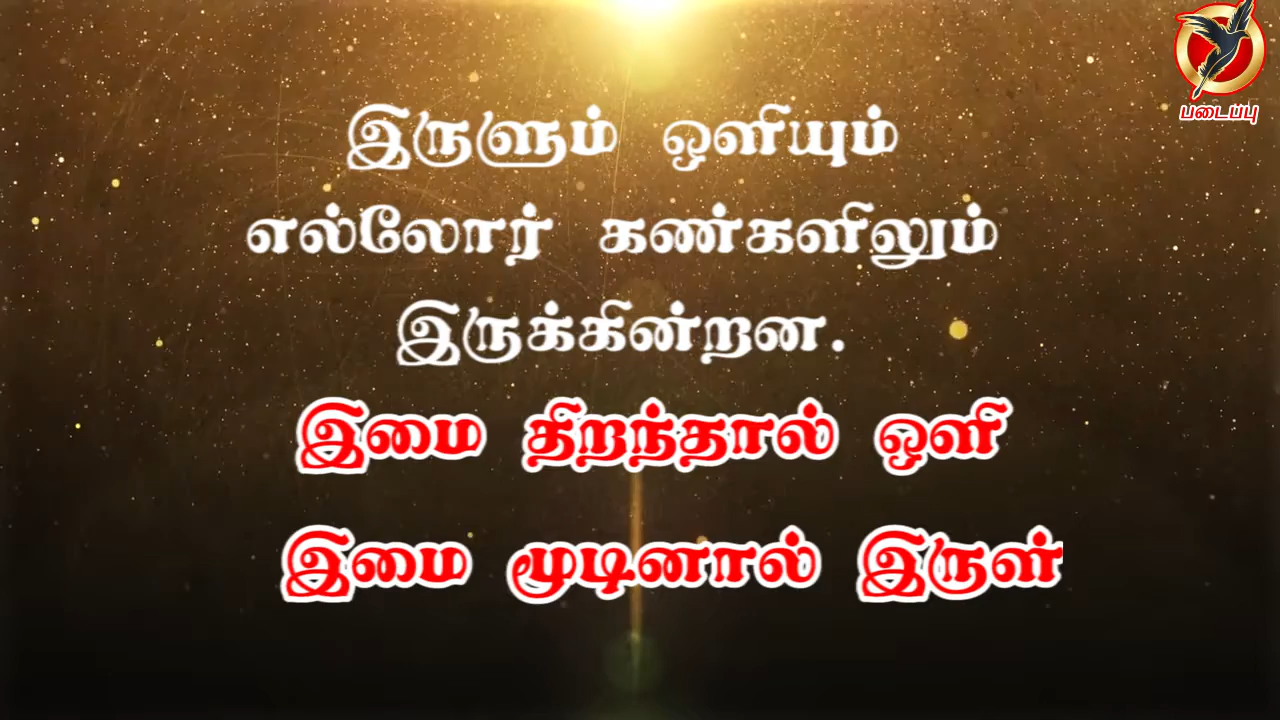 படைப்பு
இருளும் ஒளியும்
எல்லோர் கண்களிலும்
இருக்கின்றன.
இமை திறந்தால் ஒளி
இமை மூடினால் இருள்